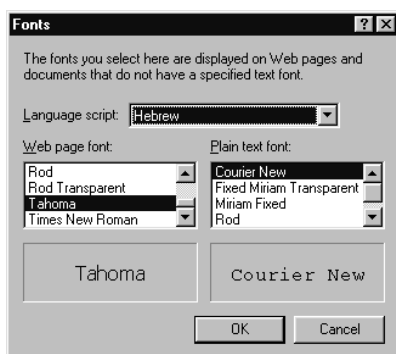 Fonts
The fonts you select here are displayed on Web pages and
documents that do not have a specified text font.
Language script: Hebrew
Web page font: Plain text font:
Rod Courier New
Rod Transparent Fixed Miriam Transparent
Tahoma Miriam Fixed
Times New Roman Rod
Tahoma Courier New
OK Cancel